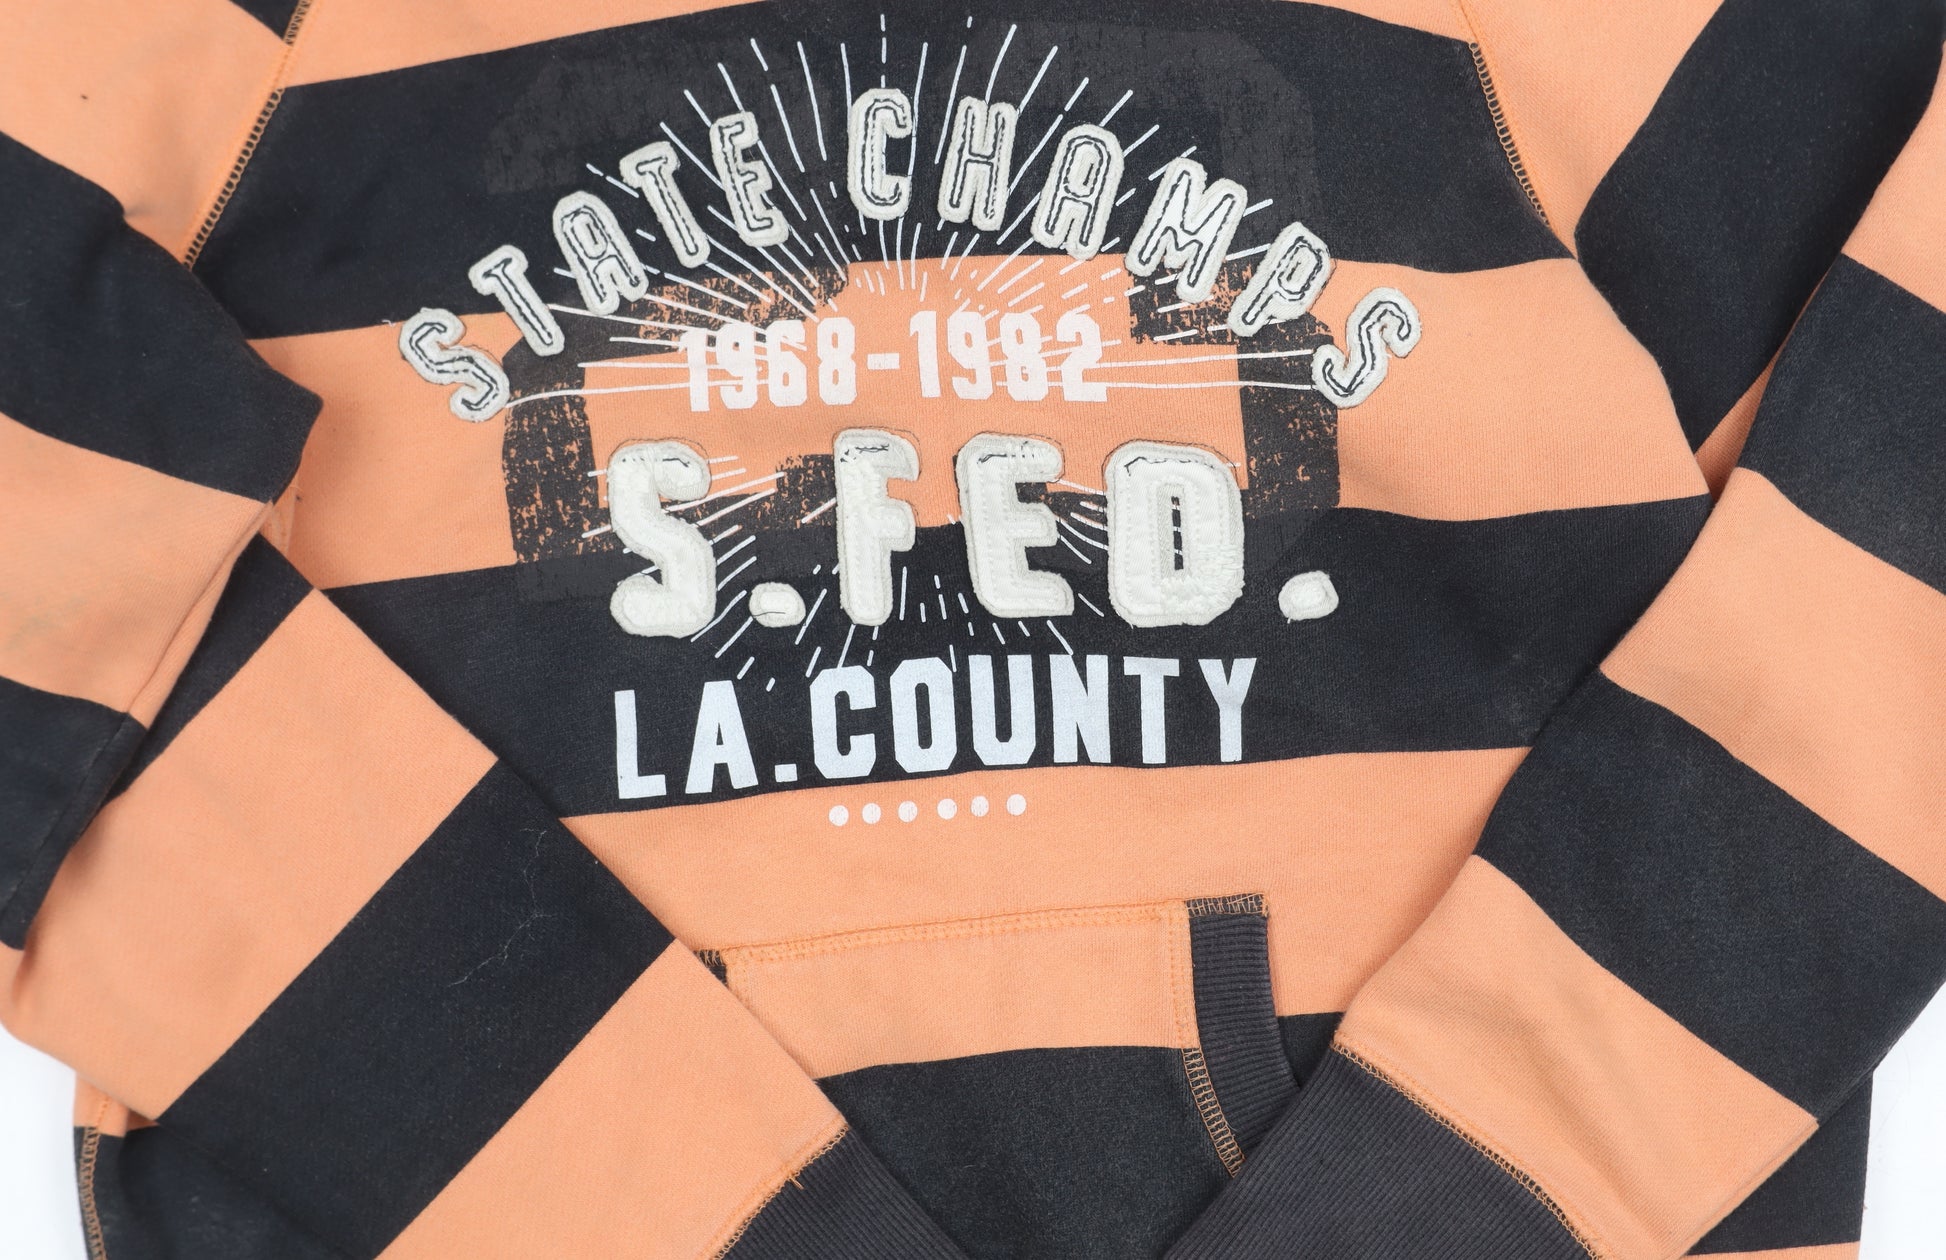 STATE CHAMPS
1968-1982
S.FED.
LA.COUNTY